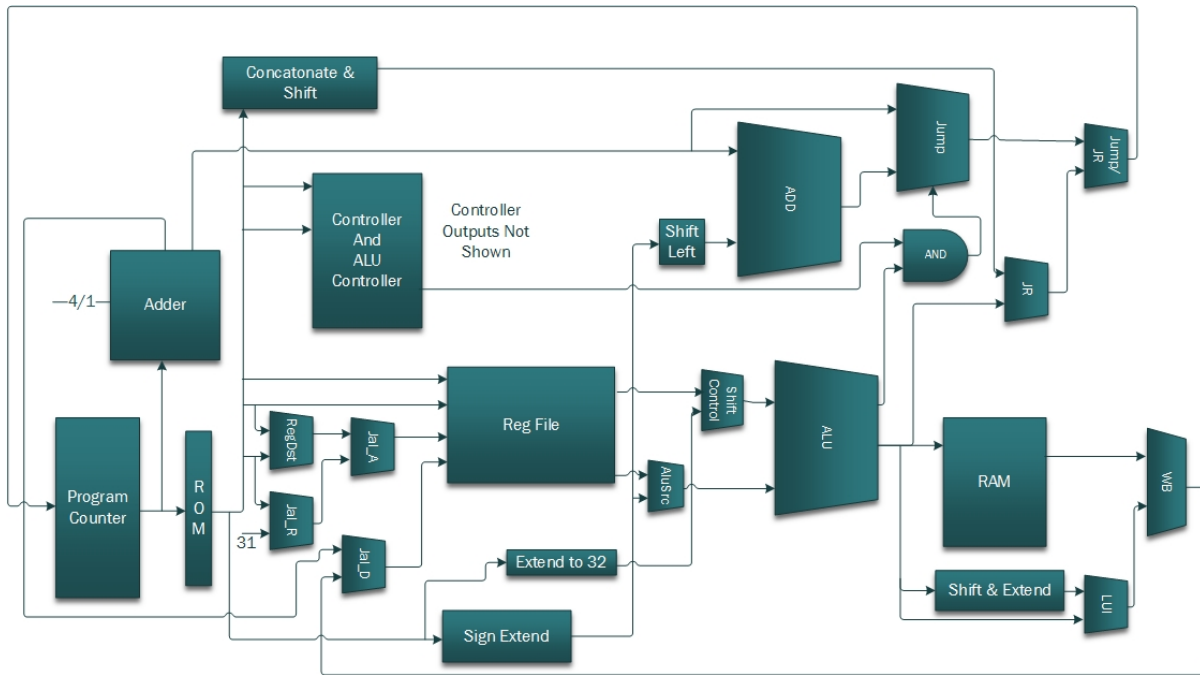 Concatonate &
Shift
Jump
Jump/
JR
ADD
Controller
And
ALU
Controller
Controller
Outputs Not
Shown
Shift
Left
AND
JR
4/1
Adder
Shift
Control
Reg File
RegDst
Jal_A
ALU
AluSrc
RAM
WB
Program
Counter
R
O
M
Jal_R
31
Jal_D
Extend to 32
Shift & Extend
LUI
Sign Extend